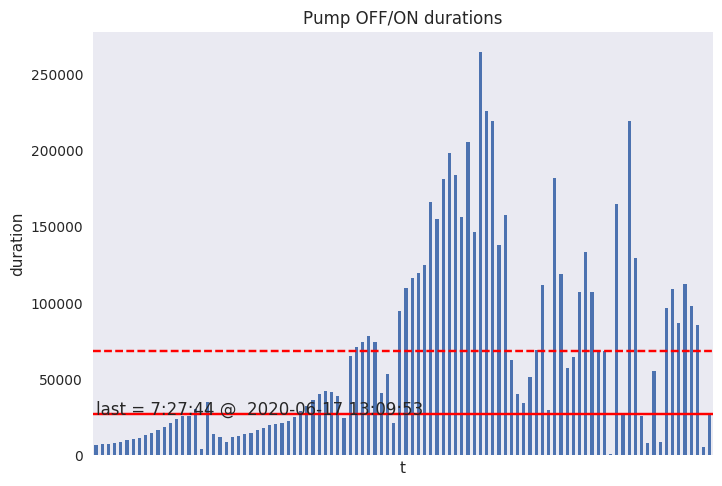 Pump OFF/ON durations
250000
200000
150000
100000
50000
0
duration
last = 7:27:44 @  2020-06-17 13:09:53
t